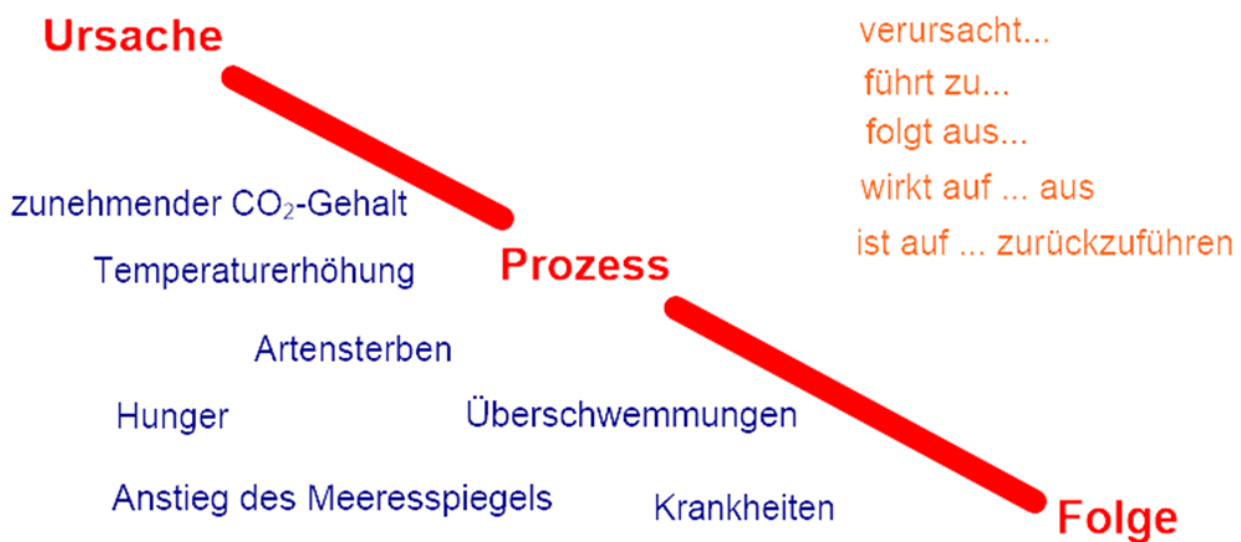 Ursache
zunehmender CO₂-Gehalt
Temperaturerhöhung
Prozess
Artensterben
Hunger
Überschwemmungen
Anstieg des Meeresspiegels
Krankheiten
Folge
verursacht...
führt zu...
folgt aus...
wirkt auf ... aus
ist auf ... zurückzuführen